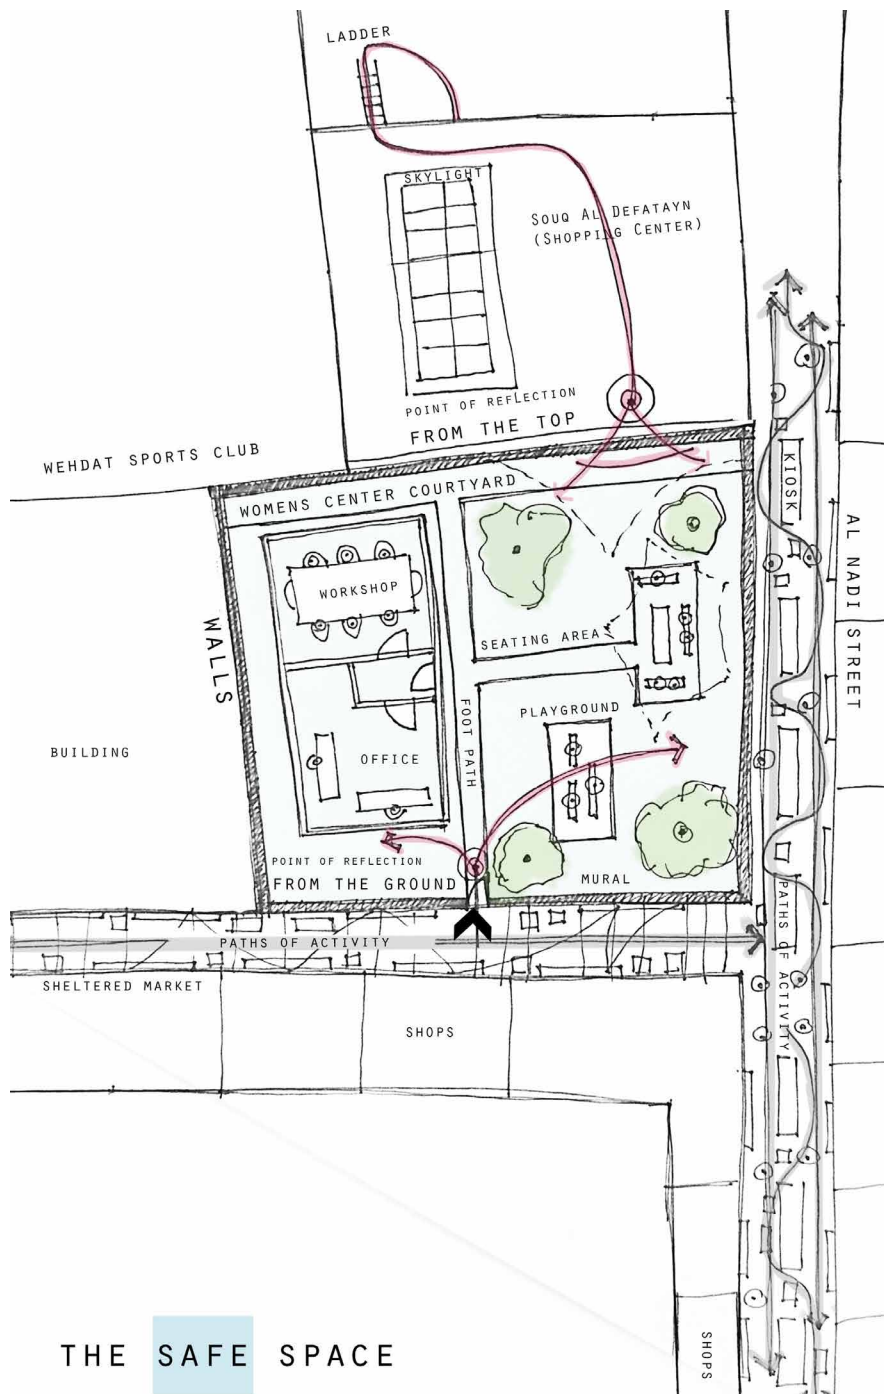 LADDER
SKYLIGHT
SOUQ AL DEFATAYN
(SHOPPING CENTER)
POINT OF REFLECTION
FROM THE TOP
WEHDAT SPORTS CLUB
WOMENS CENTER COURTYARD
KIOSK
AL NADI STREET
WORKSHOP
WALLS
SEATING AREA
FOOT PATH
PLAYGROUND
BUILDING
OFFICE
POINT OF REFLECTION
FROM THE GROUND
MURAL
PATHS OF ACTIVITY
PATHS OF ACTIVITY
SHELTERED MARKET
SHOPS
SHOPS
THE SAFE SPACE